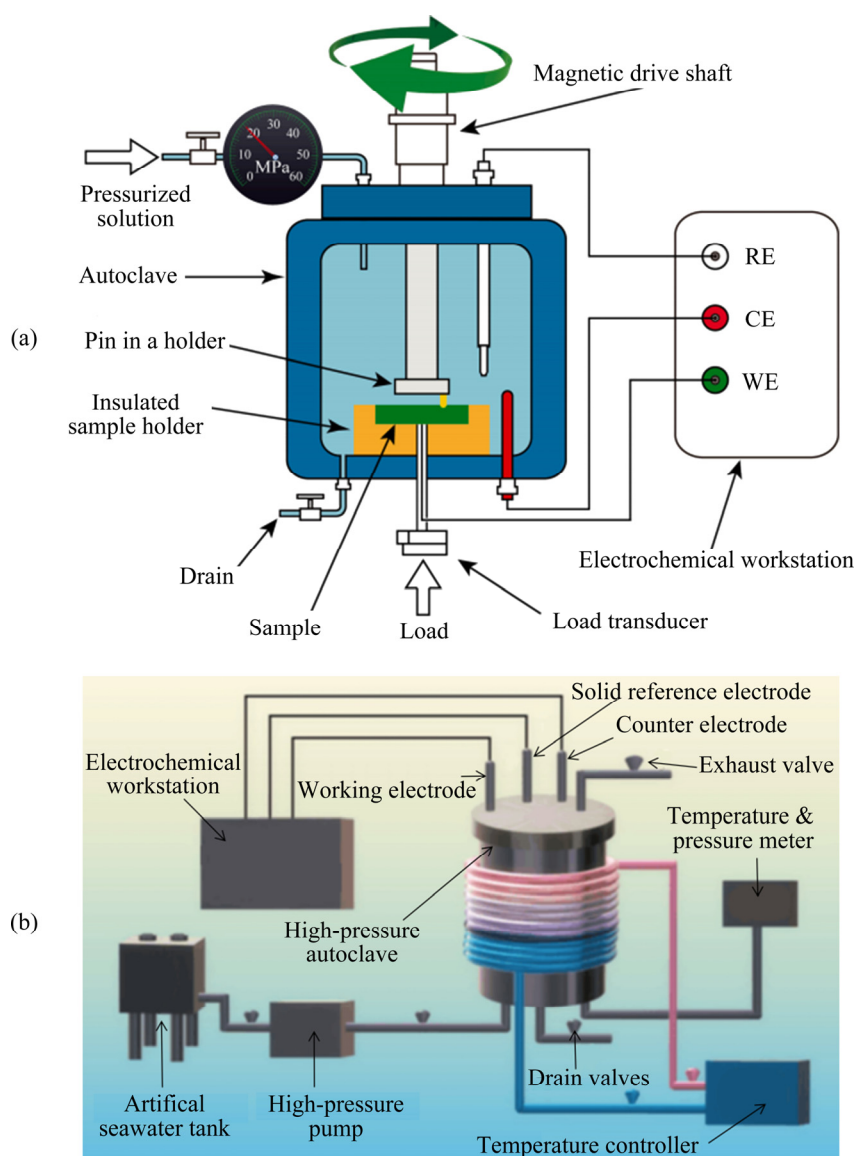 Magnetic drive shaft
0
10
20
30
40
50
60
MPa
Pressurized
solution
Autoclave
RE
CE
WE
(a)
Pin in a holder
Insulated
sample holder
Drain
Sample
Load
Load transducer
Electrochemical workstation
Solid reference electrode
Counter electrode
Electrochemical
workstation
Working electrode
Exhaust valve
Temperature &
pressure meter
(b)
High-pressure
autoclave
Drain valves
Artifical
seawater tank
High-pressure
pump
Temperature controller